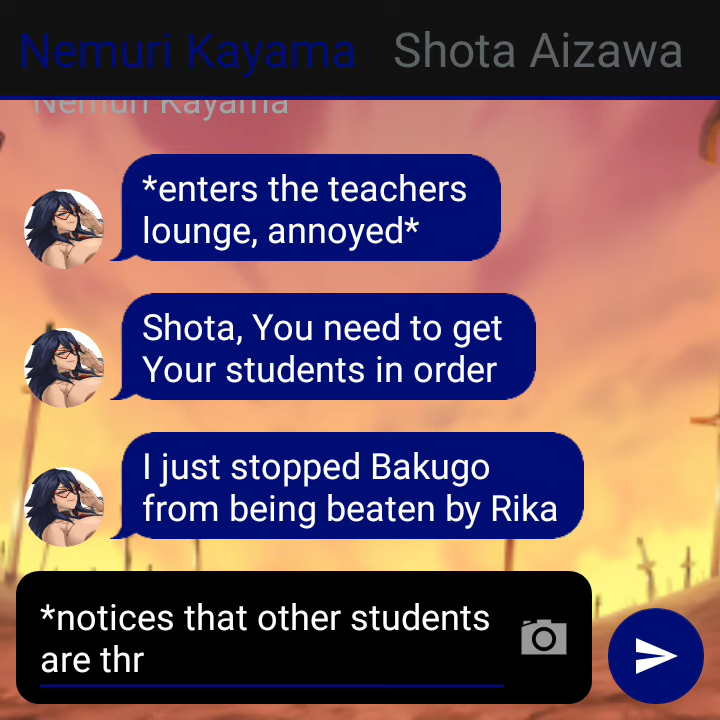 Nemuri Kayama Shota Aizawa
Nemuri Kayama
*enters the teachers
lounge, annoyed*
Shota, You need to get
Your students in order
I just stopped Bakugo
from being beaten by Rika
*notices that other students
are thr